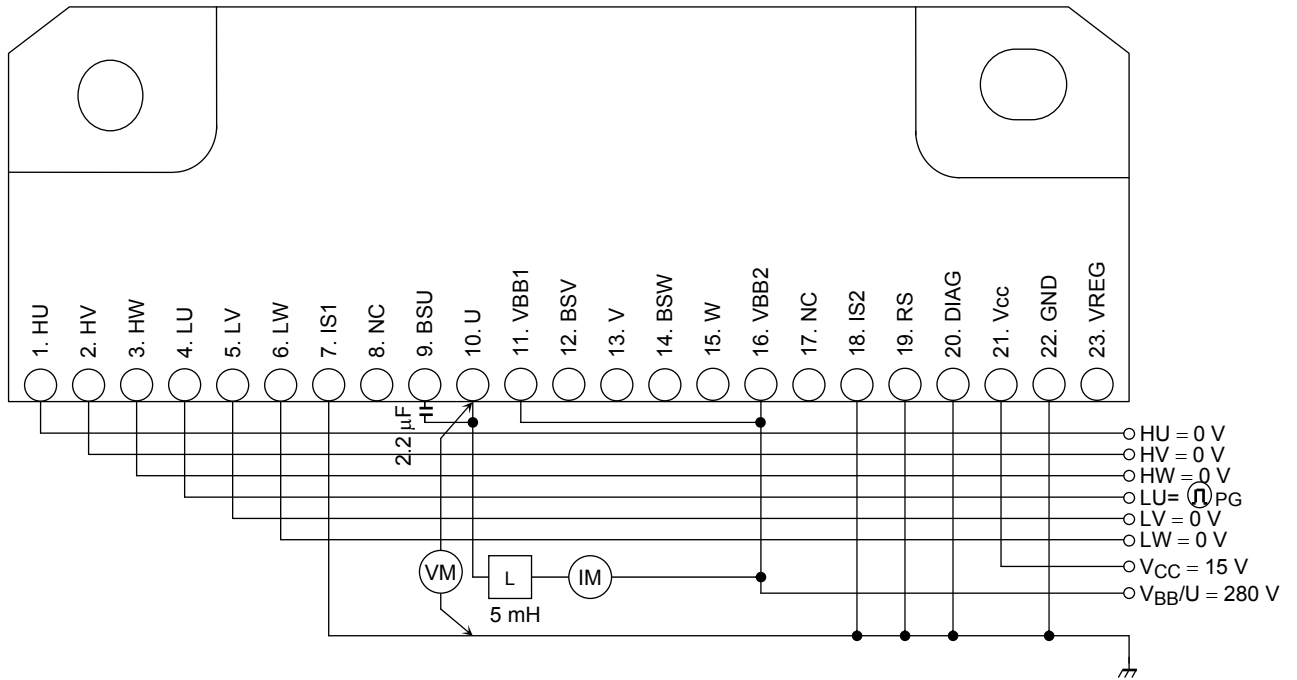 1. HU
2. HV
3. HW
4. LU
5. LV
6. LW
7. IS1
8. NC
9. BSU
10. U
11. VBB1
12. BSV
13. V
14. BSW
15. W
16. VBB2
17. NC
18. IS2
19. RS
20. DIAG
21. Vcc
22. GND
23. VREG
2.2 μF
HU = 0 V
HV = 0 V
HW = 0 V
LU= PG
LV = 0 V
LW = 0 V
VCC = 15 V
VBB/U = 280 V
VM
L
IM
5 mH